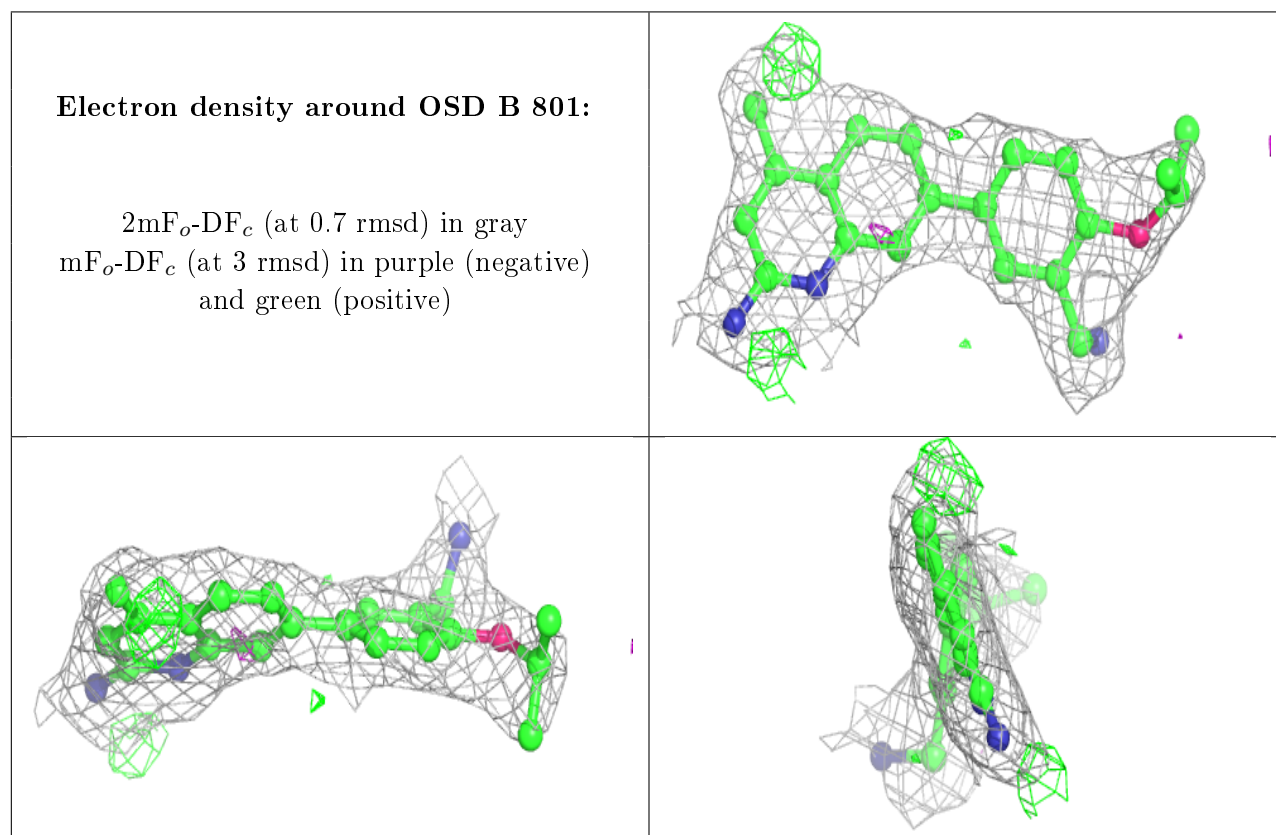 Electron density around OSD B 801:
2mFo-DFc (at 0.7 rmsd) in gray
mFo-DFc (at 3 rmsd) in purple (negative)
and green (positive)